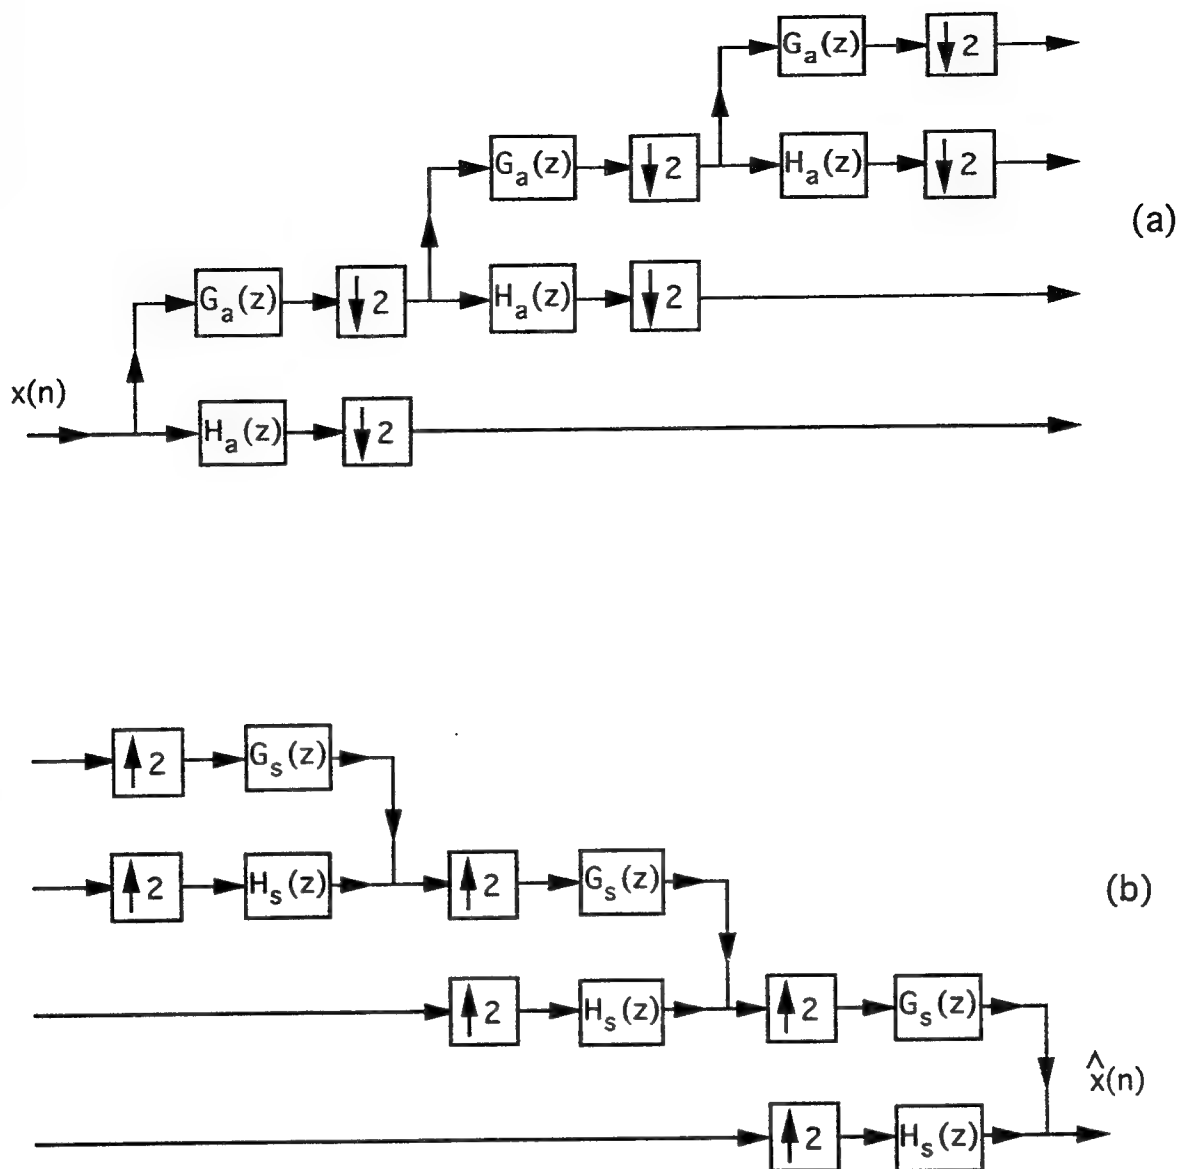 G_a(z) ↓2
G_a(z) ↓2 H_a(z) ↓2
(a)
G_a(z) ↓2 H_a(z) ↓2
x(n)
H_a(z) ↓2
↑2 G_s(z)
↑2 H_s(z) ↑2 G_s(z)
(b)
↑2 H_s(z) ↑2 G_s(z)
x̂(n)
↑2 H_s(z)